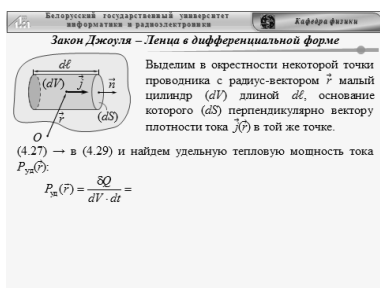 Белорусский государственный университет
информатики и радиоэлектроники
Кафедра физики
Закон Джоуля – Ленца в дифференциальной форме
dℓ
(dV) j⃗ n⃗
r⃗ (dS)
O
Выделим в окрестности некоторой точки
проводника с радиус-вектором r⃗ малый
цилиндр (dV) длиной dℓ, основание
которого (dS) перпендикулярно вектору
плотности тока j⃗(r⃗) в той же точке.
(4.27) → в (4.29) и найдем удельную тепловую мощность тока
Pуд(r⃗):
Pуд(r⃗) = δQ / dV · dt =